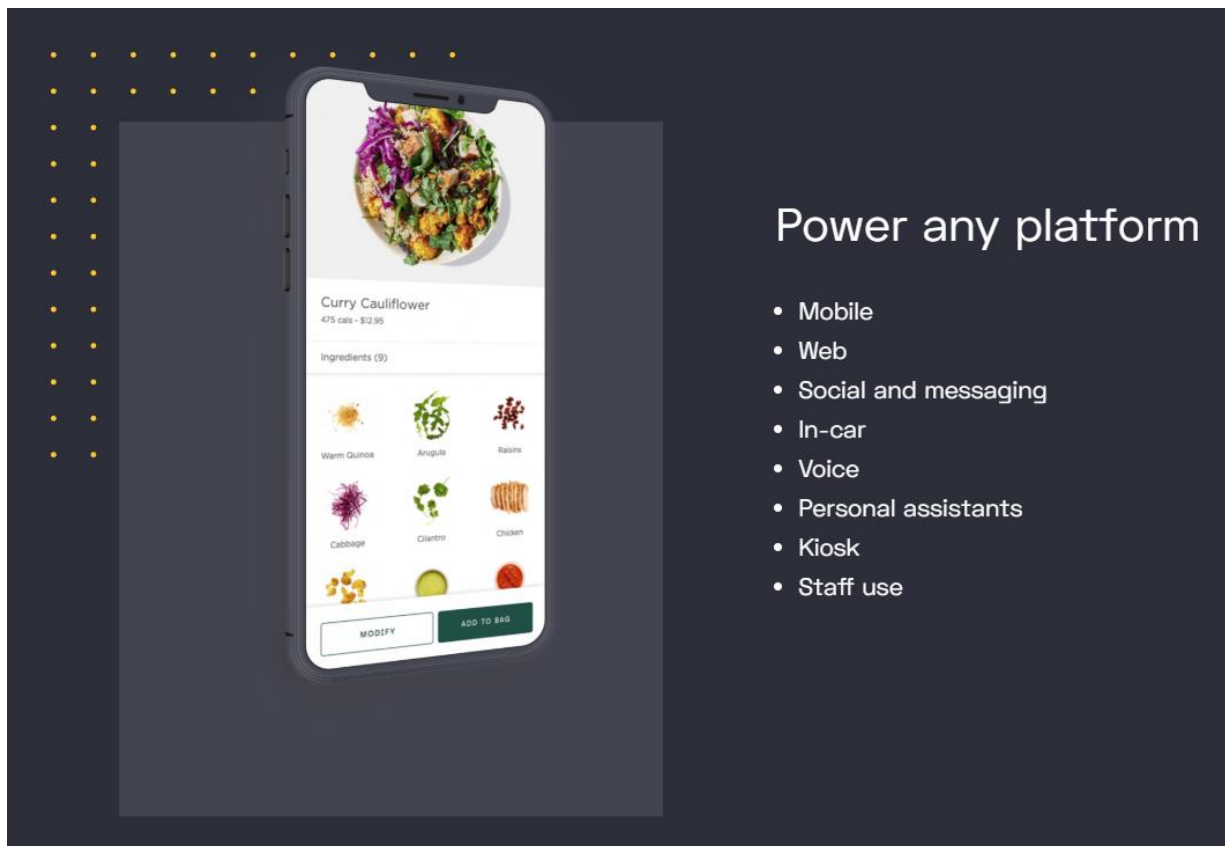 Curry Cauliflower
475 cals - $12.95
Ingredients (9)
Warm Quinoa
Arugula
Raisins
Cabbage
Cilantro
Chicken
MODIFY
ADD TO BAG
Power any platform
• Mobile
• Web
• Social and messaging
• In-car
• Voice
• Personal assistants
• Kiosk
• Staff use